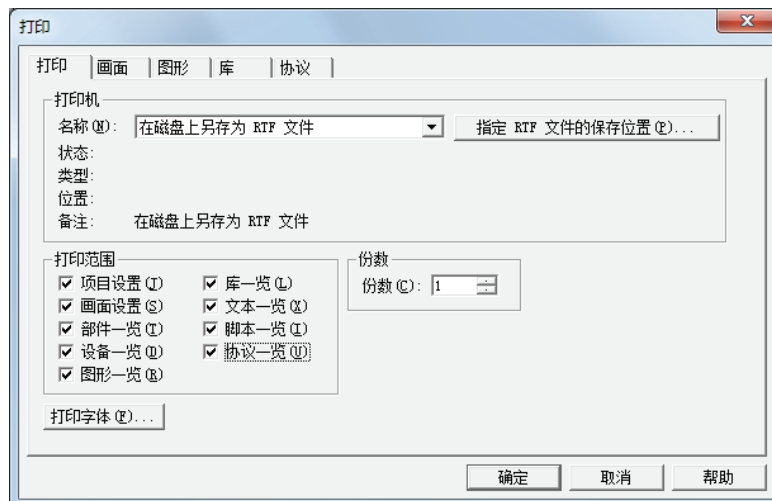 打印
打印 画面 图形 库 协议
打印机
名称(N): 在磁盘上另存为 RTF 文件 指定 RTF 文件的保存位置(P)...
状态:
类型:
位置:
备注: 在磁盘上另存为 RTF 文件
打印范围
项目设置(J) 库一览(L)
画面设置(S) 文本一览(X)
部件一览(T) 脚本一览(I)
设备一览(D) 协议一览(U)
图形一览(R)
份数
份数(C): 1
打印字体(F)...
确定 取消 帮助